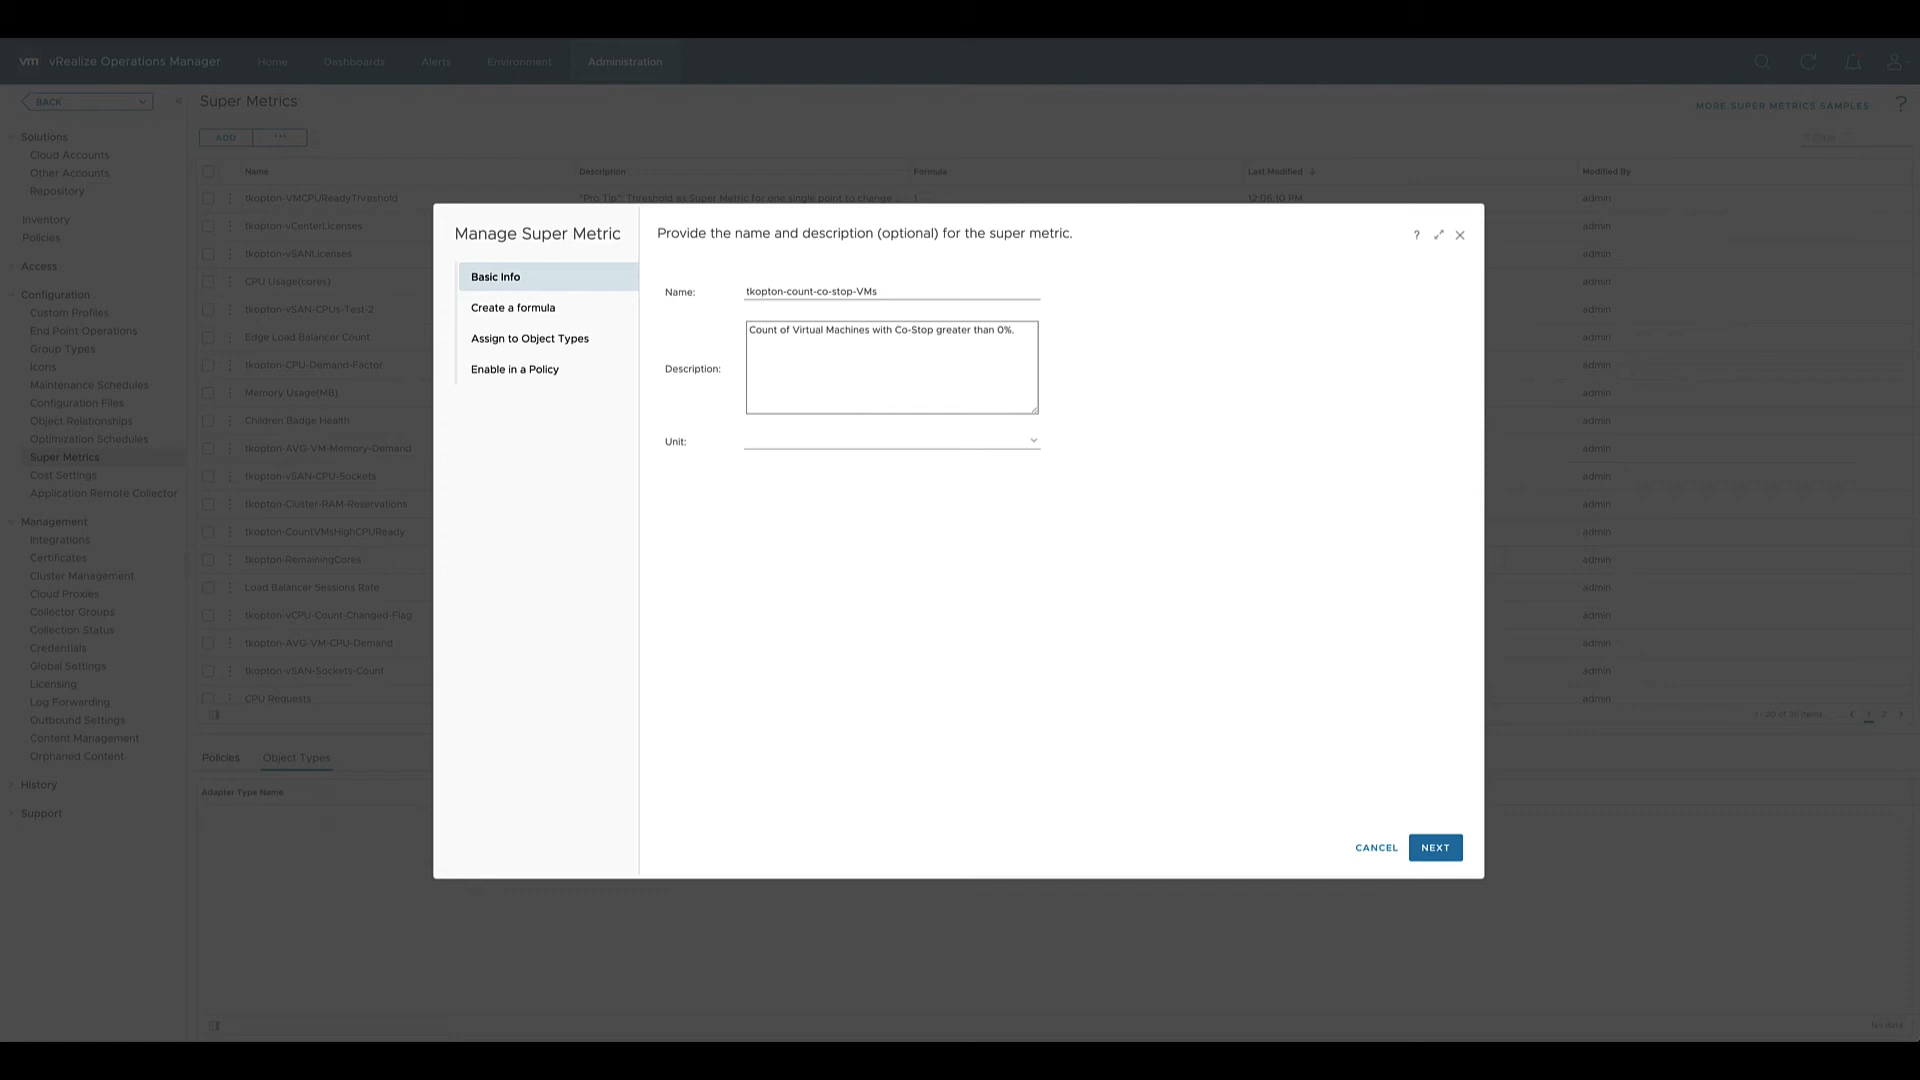 vm vRealize Operations Manager Home Dashboards Alerts Environment Administration
BACK
Super Metrics
MORE SUPER METRICS SAMPLES ?
ADD ...
Filter
Solutions
Cloud Accounts
Other Accounts
Repository
Inventory
Policies
Access
Configuration
Custom Profiles
End Point Operations
Group Types
Icons
Maintenance Schedules
Configuration Files
Object Relationships
Optimization Schedules
Super Metrics
Cost Settings
Application Remote Collector
Management
Integrations
Certificates
Cluster Management
Cloud Proxies
Collector Groups
Collection Status
Credentials
Global Settings
Licensing
Log Forwarding
Outbound Settings
Content Management
Orphaned Content
History
Support
Name Description Formula Last Modified Modified By
tkopton-VMCPUReadyThreshold "Pro Tip": Threshold as Super Metric for one single point to change ... 1 12:06:10 PM admin
tkopton-vCenterLicenses admin
tkopton-vSANLicenses admin
CPU Usage(cores) admin
tkopton-vSAN-CPUs-Test-2 admin
Edge Load Balancer Count admin
tkopton-CPU-Demand-Factor admin
Memory Usage(MB) admin
Children Badge Health admin
tkopton-AVG-VM-Memory-Demand admin
tkopton-vSAN-CPU-Sockets admin
tkopton-Cluster-RAM-Reservations admin
tkopton-CountVMsHighCPUReady admin
tkopton-RemainingCores admin
Load Balancer Sessions Rate admin
tkopton-vCPU-Count-Changed-Flag admin
tkopton-AVG-VM-CPU-Demand admin
tkopton-vSAN-Sockets-Count admin
CPU Requests admin
1 2
Policies Object Types
Adapter Type Name
No data
Manage Super Metric
Basic Info
Create a formula
Assign to Object Types
Enable in a Policy
Provide the name and description (optional) for the super metric.
?
Name: tkopton-count-co-stop-VMs
Description: Count of Virtual Machines with Co-Stop greater than 0%.
Unit:
CANCEL NEXT